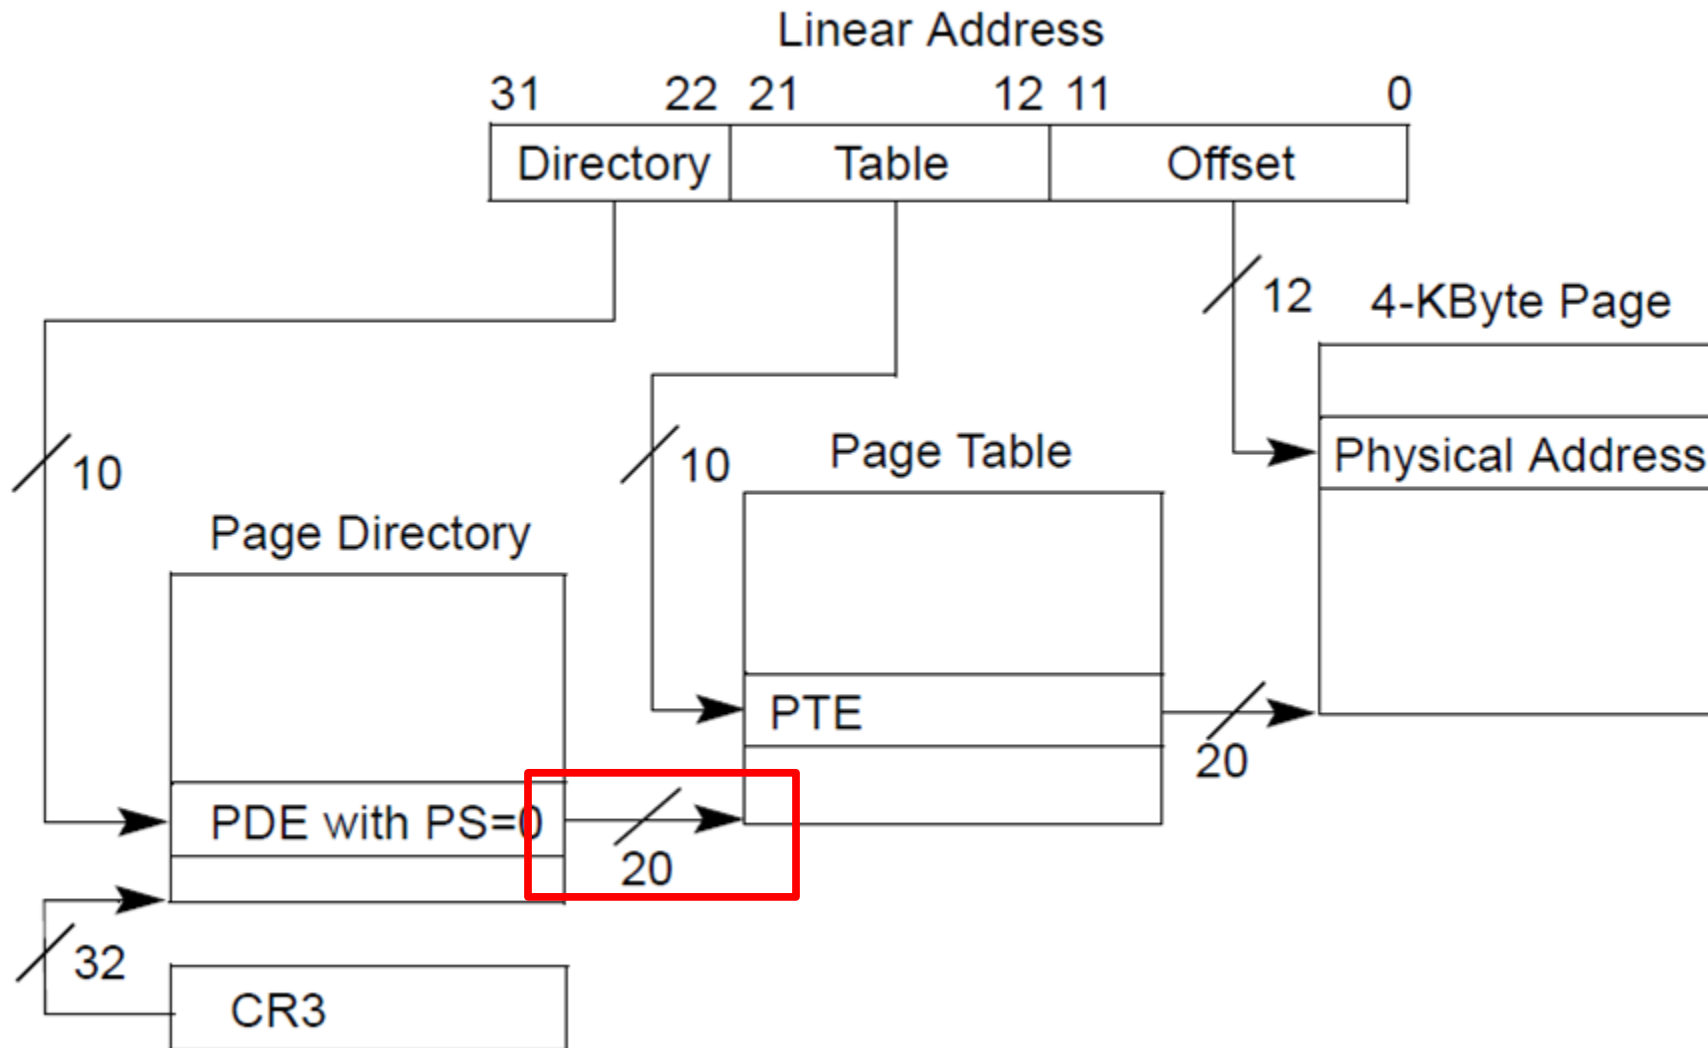 Linear Address
31 22 21 12 11 0
Directory Table Offset
12
4-KByte Page
10
10
Page Table
Physical Address
Page Directory
PTE
20
PDE with PS=0
20
32
CR3